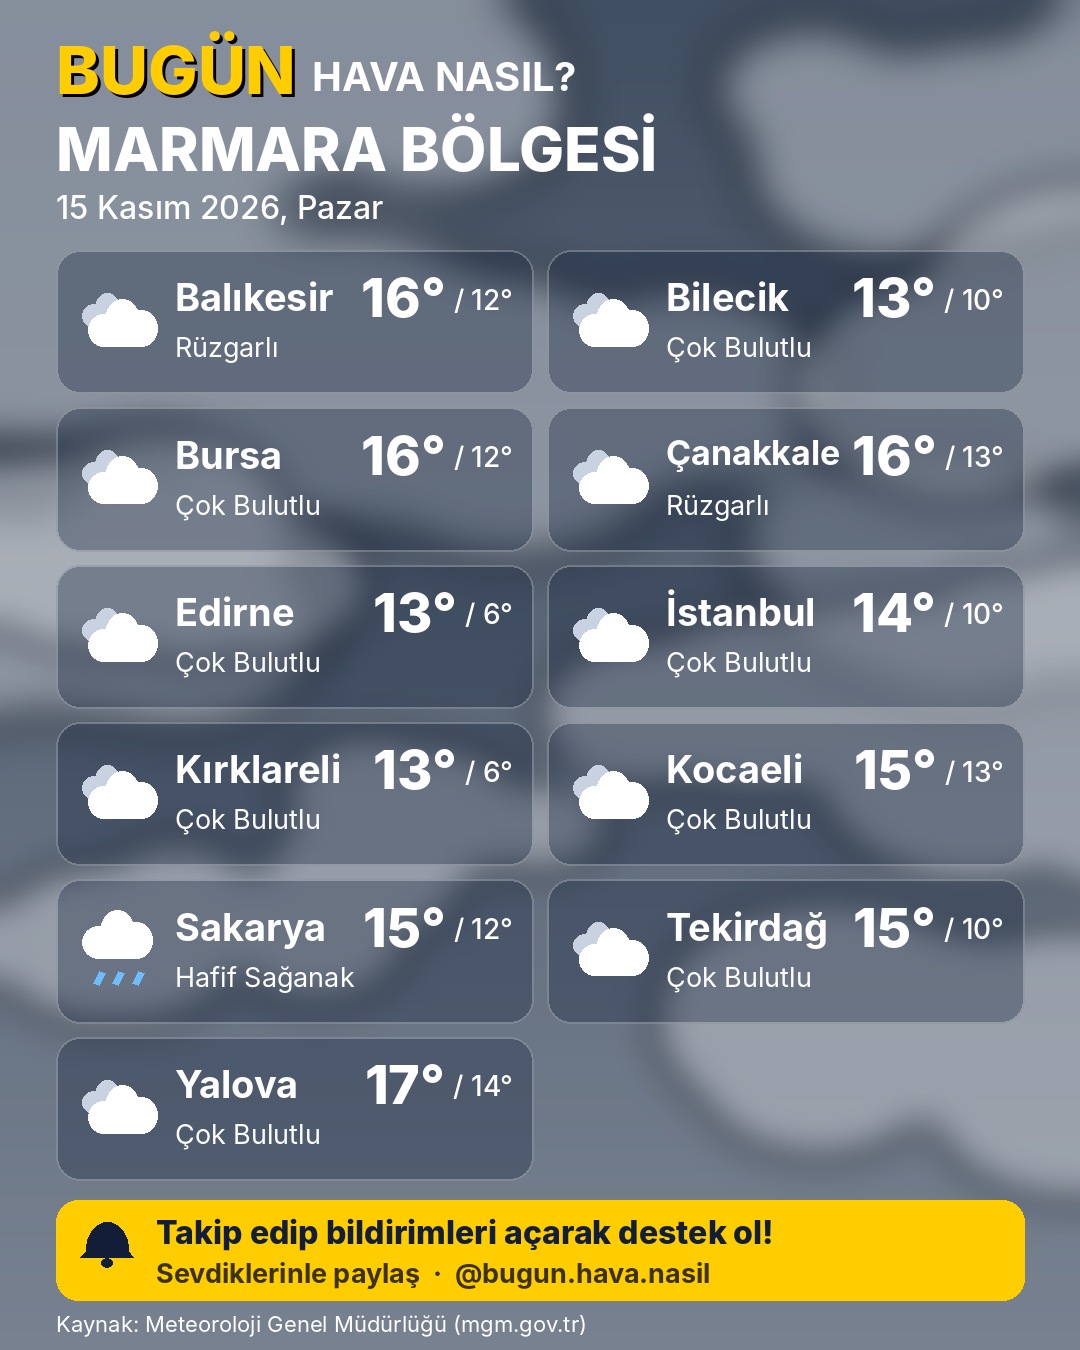 BUGÜN HAVA NASIL?
MARMARA BÖLGESİ
15 Kasım 2026, Pazar
Balıkesir 16° / 12°
Rüzgarlı
Bilecik 13° / 10°
Çok Bulutlu
Bursa 16° / 12°
Çok Bulutlu
Çanakkale 16° / 13°
Rüzgarlı
Edirne 13° / 6°
Çok Bulutlu
İstanbul 14° / 10°
Çok Bulutlu
Kırklareli 13° / 6°
Çok Bulutlu
Kocaeli 15° / 13°
Çok Bulutlu
Sakarya 15° / 12°
Hafif Sağanak
Tekirdağ 15° / 10°
Çok Bulutlu
Yalova 17° / 14°
Çok Bulutlu
Takip edip bildirimleri açarak destek ol!
Sevdiklerinle paylaş · @bugun.hava.nasil
Kaynak: Meteoroloji Genel Müdürlüğü (mgm.gov.tr)